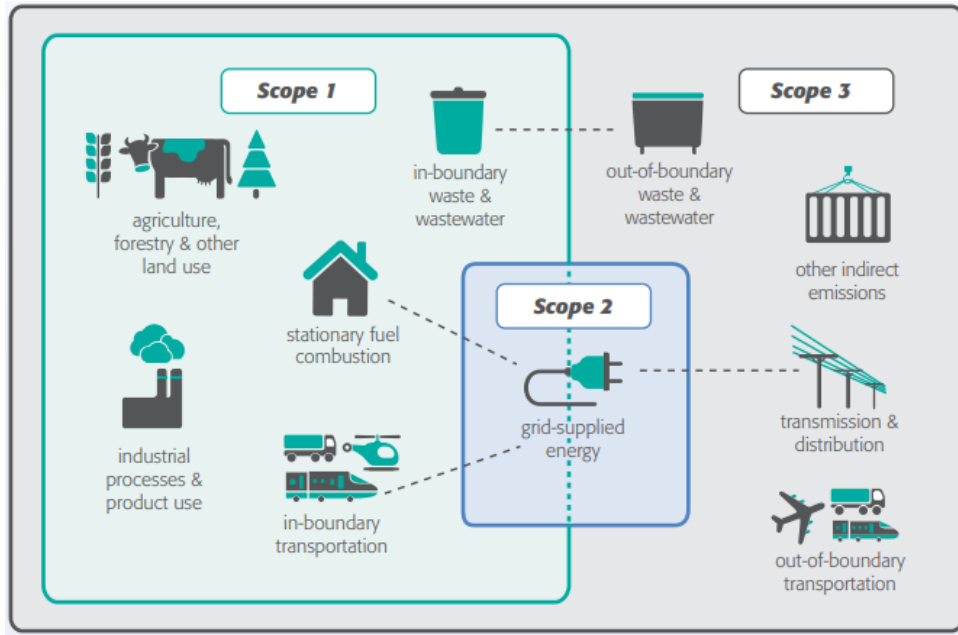 Scope 1
Scope 3
in-boundary
waste &
wastewater
out-of-boundary
waste &
wastewater
agriculture,
forestry & other
land use
other indirect
emissions
Scope 2
stationary fuel
combustion
grid-supplied
energy
transmission &
distribution
industrial
processes &
product use
in-boundary
transportation
out-of-boundary
transportation